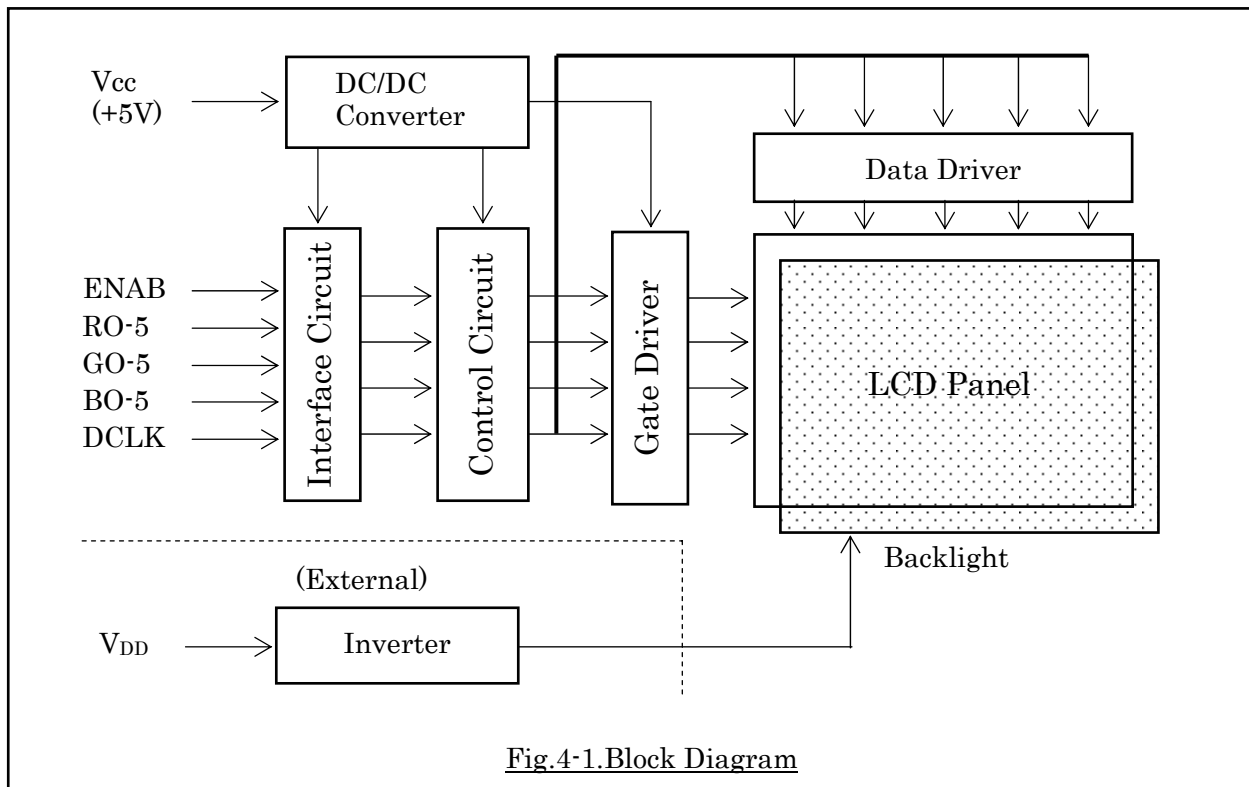 Vcc
(+5V)
DC/DC
Converter
Data Driver
ENAB
RO-5
GO-5
BO-5
DCLK
Interface Circuit
Control Circuit
Gate Driver
LCD Panel
Backlight
(External)
VDD
Inverter
Fig.4-1.Block Diagram